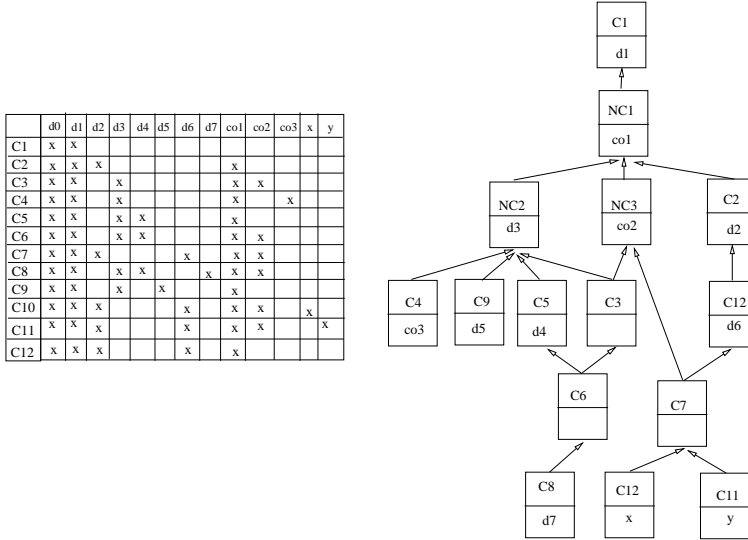 d0 d1 d2 d3 d4 d5 d6 d7 co1 co2 co3 x y
C1 x x
C2 x x x x
C3 x x x x x
C4 x x x x x
C5 x x x x x
C6 x x x x x x
C7 x x x x x x
C8 x x x x x x x
C9 x x x x x
C10 x x x x x x x
C11 x x x x x x x
C12 x x x x x
C1
d1
NC1
co1
NC2
d3
NC3
co2
C2
d2
C4
co3
C9
d5
C5
d4
C3
C12
d6
C6
C7
C8
d7
C12
x
C11
y